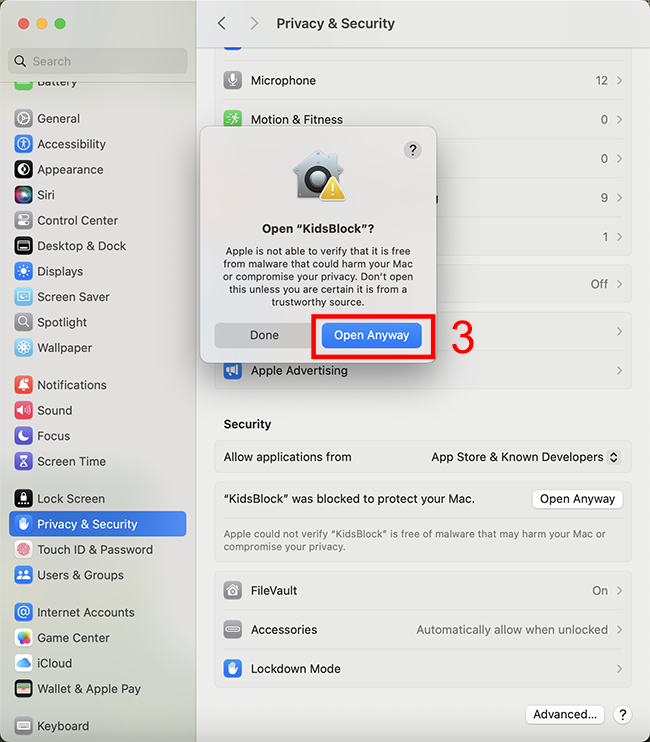 Privacy & Security
Search
Battery
General
Accessibility
Appearance
Siri
Control Center
Desktop & Dock
Displays
Screen Saver
Spotlight
Wallpaper
Notifications
Sound
Focus
Screen Time
Lock Screen
Privacy & Security
Touch ID & Password
Users & Groups
Internet Accounts
Game Center
iCloud
Wallet & Apple Pay
Keyboard
Microphone 12
Motion & Fitness 0
0
9
1
Off
?
Open “KidsBlock”?
Apple is not able to verify that it is free
from malware that could harm your Mac
or compromise your privacy. Don’t open
this unless you are certain it is from a
trustworthy source.
Done Open Anyway
3
Apple Advertising
Security
Allow applications from App Store & Known Developers
“KidsBlock” was blocked to protect your Mac. Open Anyway
Apple could not verify “KidsBlock” is free of malware that may harm your Mac or
compromise your privacy.
FileVault On
Accessories Automatically allow when unlocked
Lockdown Mode
Advanced... ?